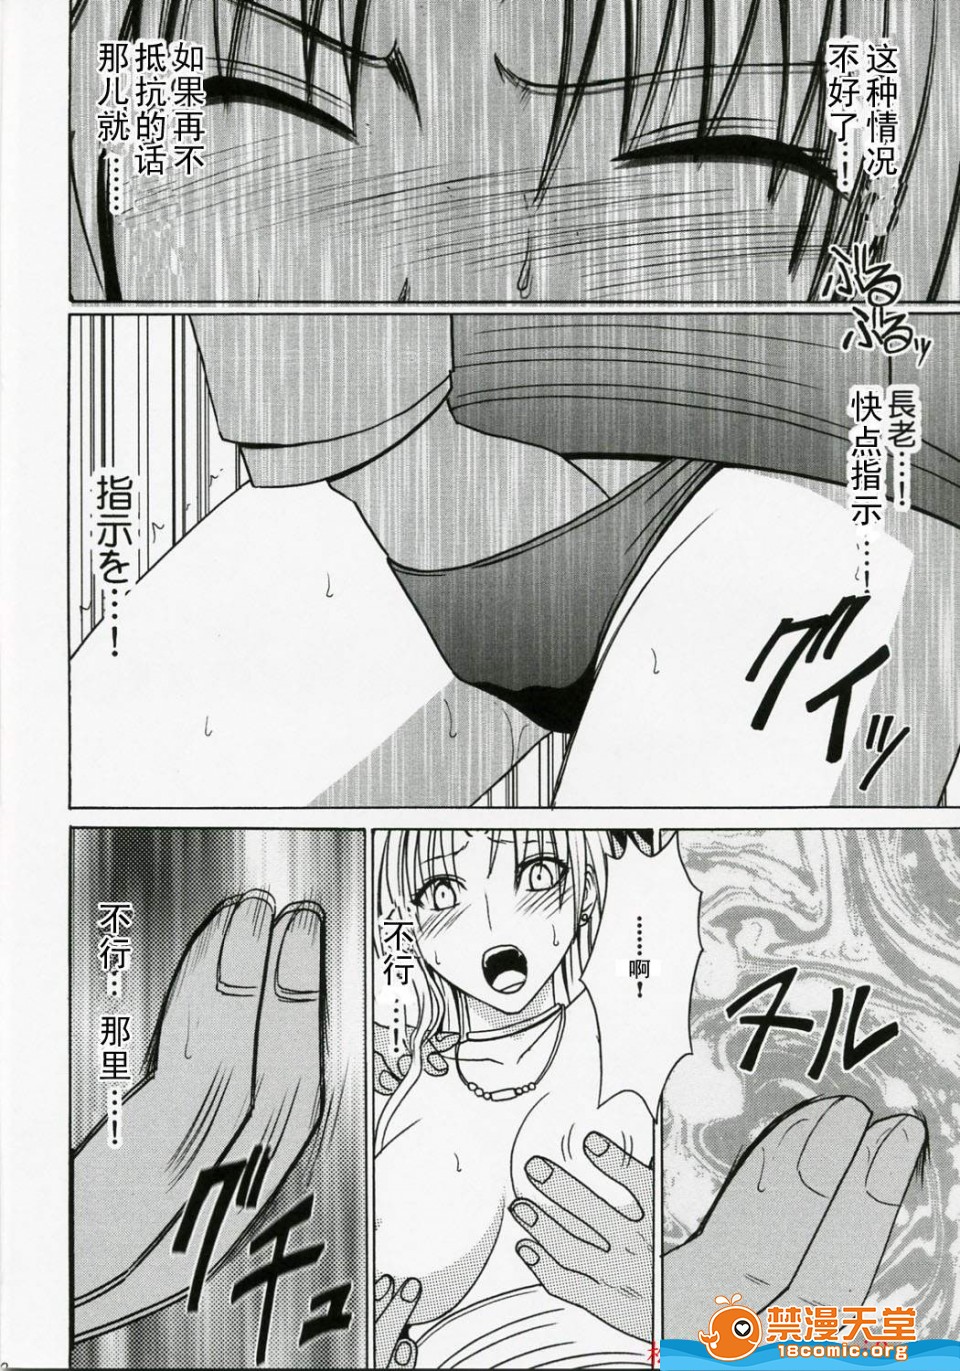 这种情况
不好了…!
如果再不
抵抗的话
那儿就……
ぶるぶるッ
長老…!
快点指示…!
指示を…!
グイッ
……啊!
不行…!
ヌル
不行… 那里…!
グチュ
禁漫天堂
18comic.org